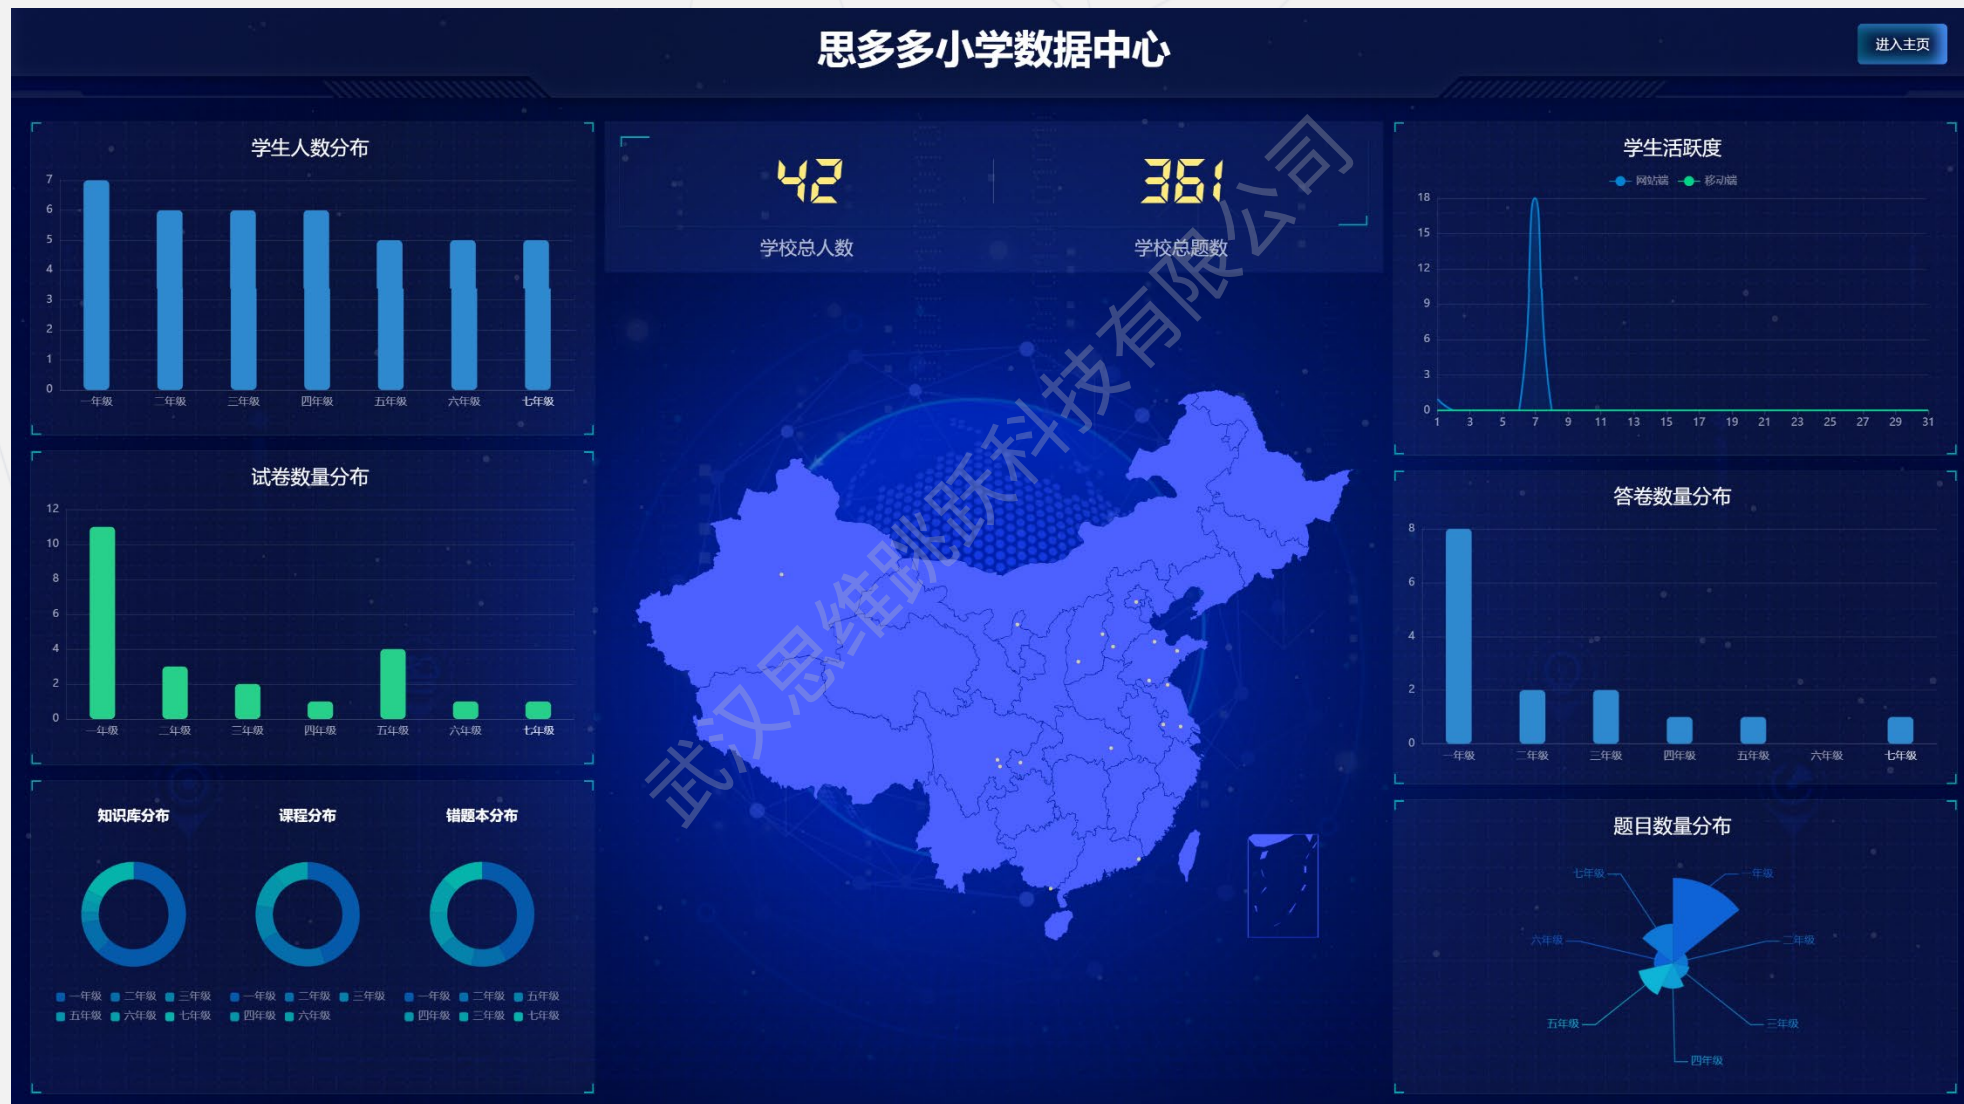 思多多小学数据中心
进入主页
学生人数分布
7
6
5
4
3
2
1
0
一年级 二年级 三年级 四年级 五年级 六年级 七年级
试卷数量分布
12
10
8
6
4
2
0
一年级 二年级 三年级 四年级 五年级 六年级 七年级
知识库分布 课程分布 错题本分布
一年级 二年级 三年级 一年级 二年级 三年级 一年级 二年级 五年级
五年级 六年级 七年级 四年级 六年级 四年级 三年级 七年级
42 361
学校总人数 学校总题数
武汉思维跳跃科技有限公司
学生活跃度
网站端 移动端
18
15
12
9
6
3
0
1 3 5 7 9 11 13 15 17 19 21 23 25 27 29 31
答卷数量分布
8
6
4
2
0
一年级 二年级 三年级 四年级 五年级 六年级 七年级
题目数量分布
七年级 一年级
六年级 二年级
五年级 三年级
四年级